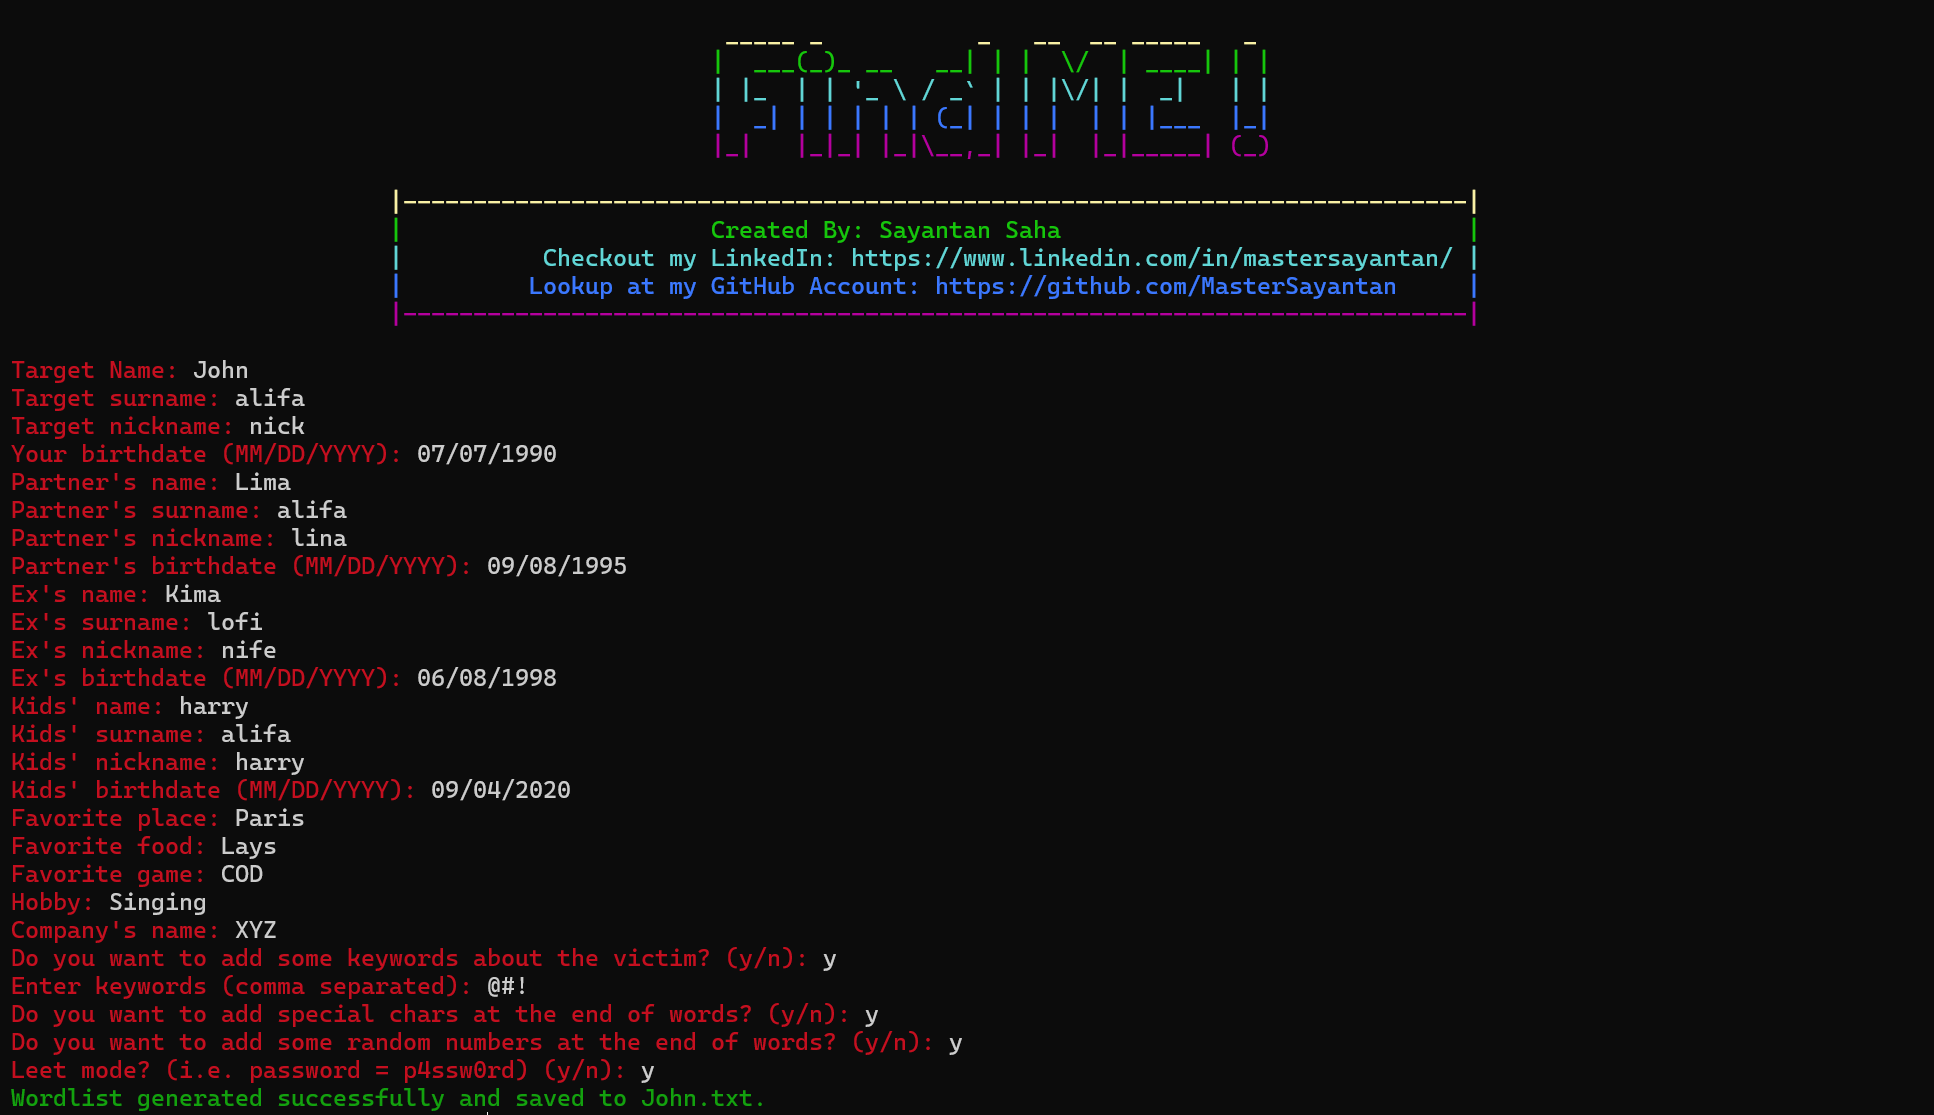 FindME!
Created By: Sayantan Saha
Checkout my LinkedIn: https://www.linkedin.com/in/mastersayantan/
Lookup at my GitHub Account: https://github.com/MasterSayantan
Target Name: John
Target surname: alifa
Target nickname: nick
Your birthdate (MM/DD/YYYY): 07/07/1990
Partner's name: Lima
Partner's surname: alifa
Partner's nickname: lina
Partner's birthdate (MM/DD/YYYY): 09/08/1995
Ex's name: Kima
Ex's surname: lofi
Ex's nickname: nife
Ex's birthdate (MM/DD/YYYY): 06/08/1998
Kids' name: harry
Kids' surname: alifa
Kids' nickname: harry
Kids' birthdate (MM/DD/YYYY): 09/04/2020
Favorite place: Paris
Favorite food: Lays
Favorite game: COD
Hobby: Singing
Company's name: XYZ
Do you want to add some keywords about the victim? (y/n): y
Enter keywords (comma separated): @#!
Do you want to add special chars at the end of words? (y/n): y
Do you want to add some random numbers at the end of words? (y/n): y
Leet mode? (i.e. password = p4ssw0rd) (y/n): y
Wordlist generated successfully and saved to John.txt.